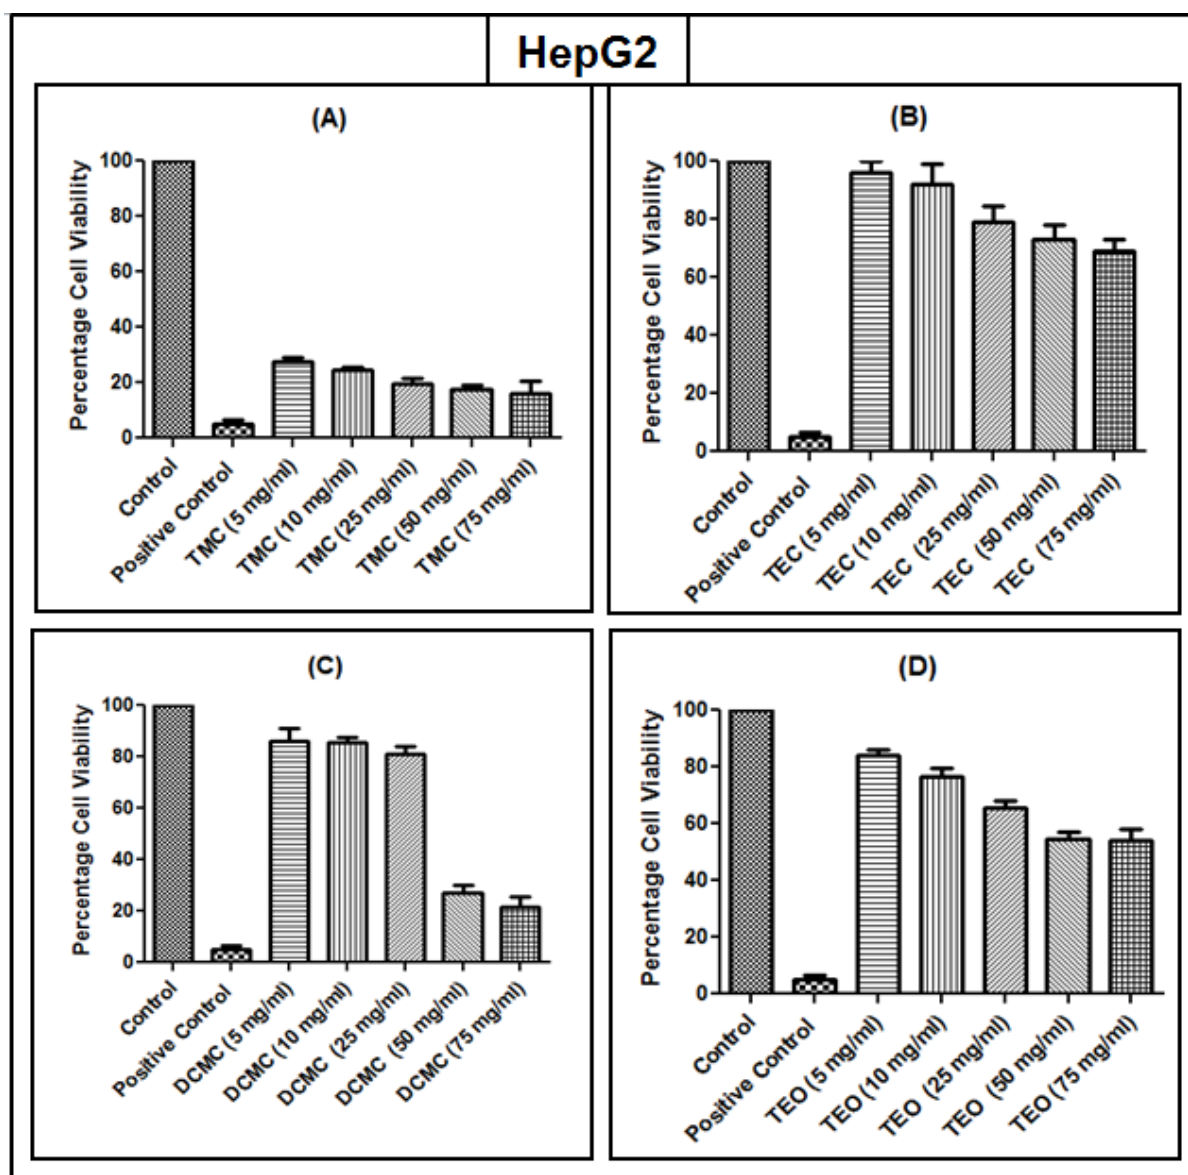 HepG2
(A)
Percentage Cell Viability
100
80
60
40
20
0
Control
Positive Control
TMC (5 mg/ml)
TMC (10 mg/ml)
TMC (25 mg/ml)
TMC (50 mg/ml)
TMC (75 mg/ml)
(B)
Percentage Cell Viability
100
80
60
40
20
0
Control
Positive Control
TEC (5 mg/ml)
TEC (10 mg/ml)
TEC (25 mg/ml)
TEC (50 mg/ml)
TEC (75 mg/ml)
(C)
Percentage Cell Viability
100
80
60
40
20
0
Control
Positive Control
DCMC (5 mg/ml)
DCMC (10 mg/ml)
DCMC (25 mg/ml)
DCMC (50 mg/ml)
DCMC (75 mg/ml)
(D)
Percentage Cell Viability
100
80
60
40
20
0
Control
Positive Control
TEO (5 mg/ml)
TEO (10 mg/ml)
TEO (25 mg/ml)
TEO (50 mg/ml)
TEO (75 mg/ml)